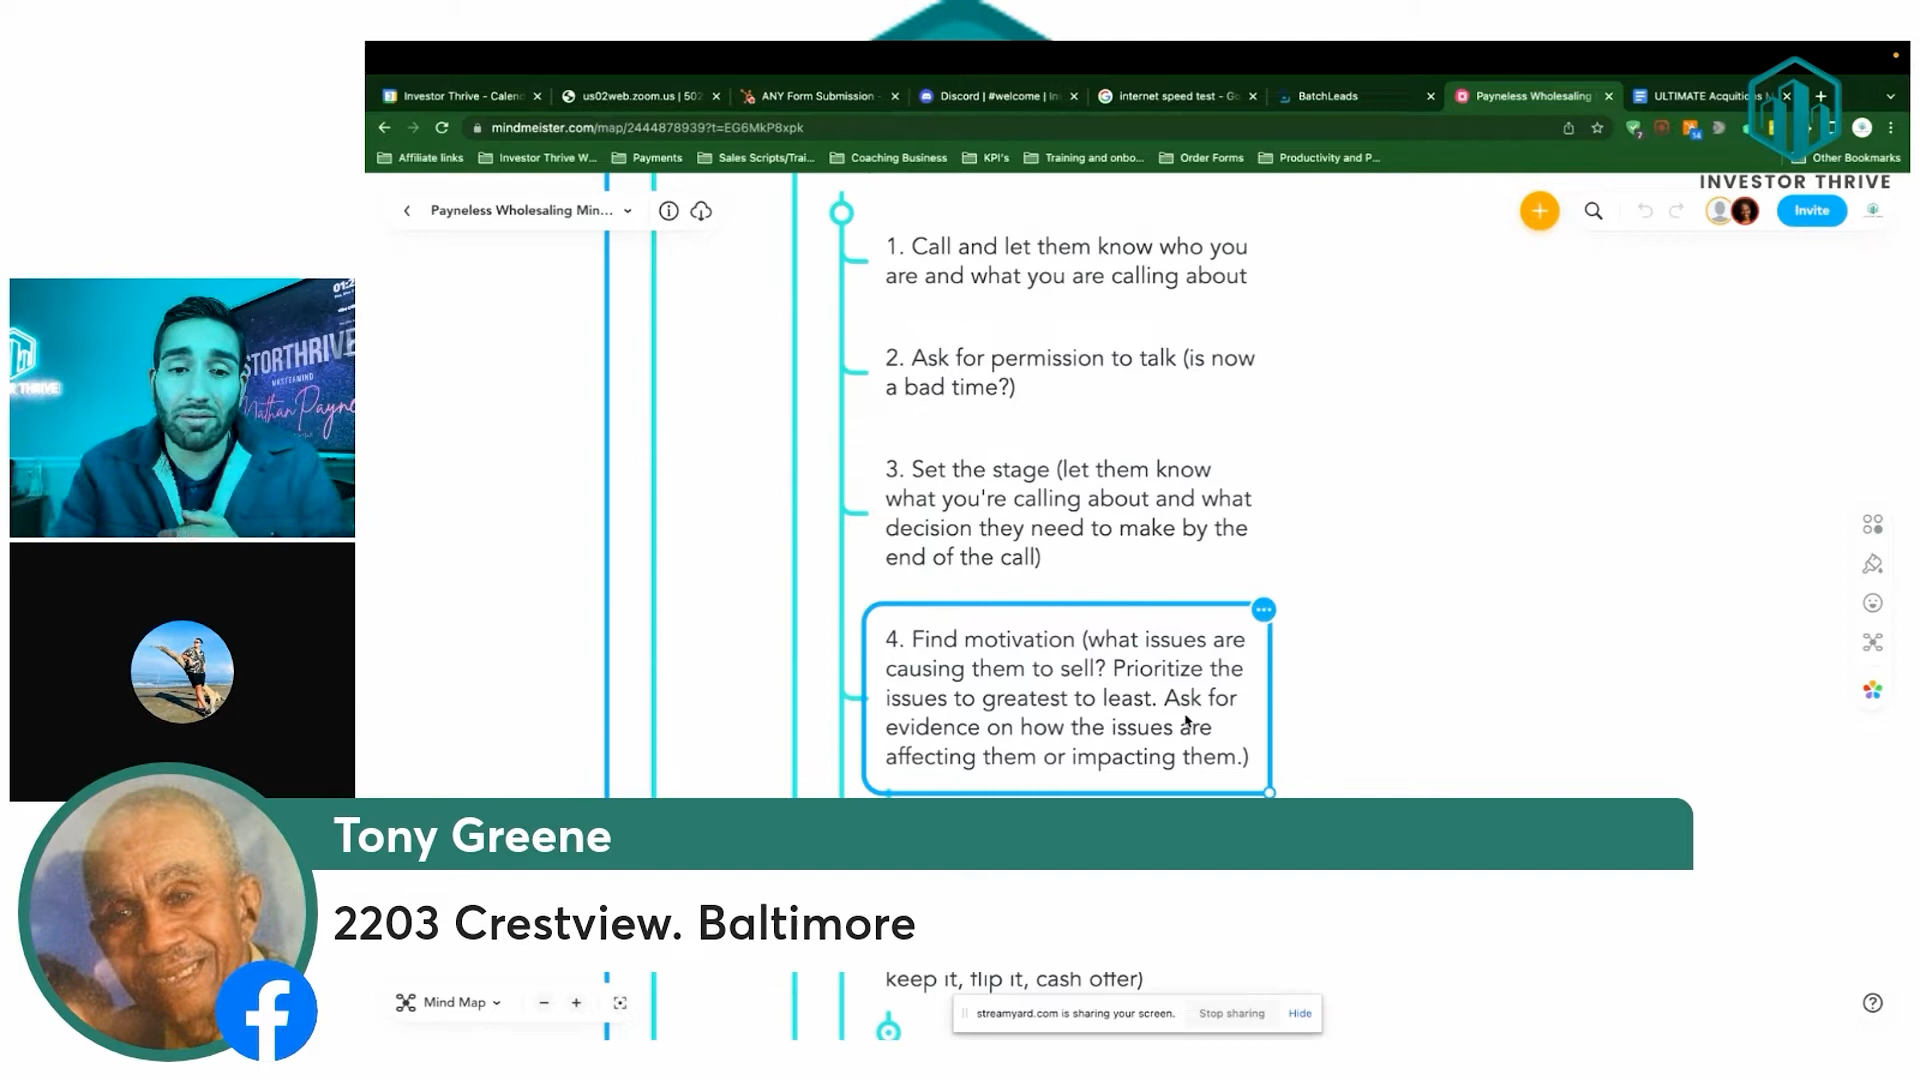 Investor Thrive - Calen
us02web.zoom.us | 502
ANY Form Submission -
Discord | #welcome | In
internet speed test - Go
BatchLeads
Payneless Wholesaling
ULTIMATE Acquitions M
mindmeister.com/map/2444878939?t=EG6MkP8xpk
Affiliate links
Investor Thrive W...
Payments
Sales Scripts/Trai...
Coaching Business
KPI's
Training and onbo...
Order Forms
Productivity and P...
Other Bookmarks
INVESTOR THRIVE
Payneless Wholesaling Min...
Invite
1. Call and let them know who you
are and what you are calling about
2. Ask for permission to talk (is now
a bad time?)
3. Set the stage (let them know
what you're calling about and what
decision they need to make by the
end of the call)
4. Find motivation (what issues are
causing them to sell? Prioritize the
issues to greatest to least. Ask for
evidence on how the issues are
affecting them or impacting them.)
STORTHRIVE
MASTERMIND
Nathan Payne
R THRIVE
Tony Greene
2203 Crestview. Baltimore
keep it, flip it, cash offer)
Mind Map
streamyard.com is sharing your screen.
Stop sharing
Hide